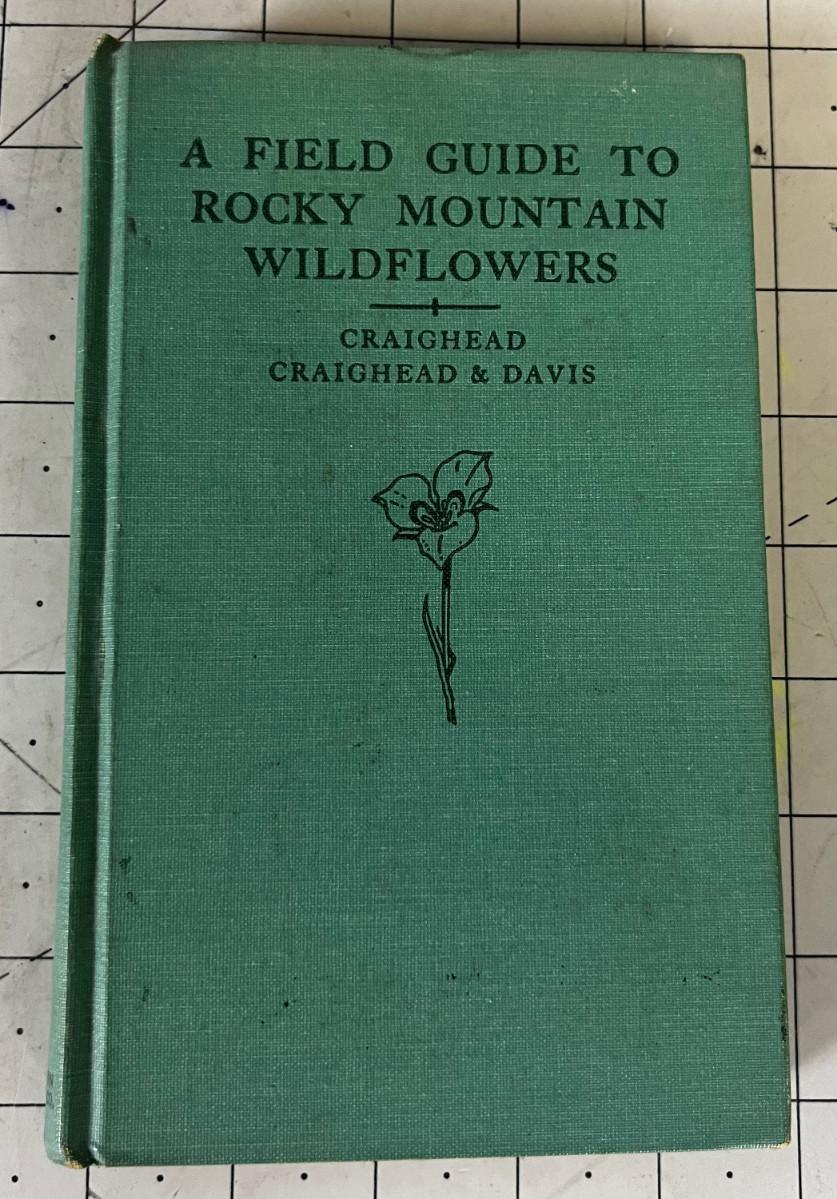 A FIELD GUIDE TO
ROCKY MOUNTAIN
WILDFLOWERS
CRAIGHEAD
CRAIGHEAD & DAVIS